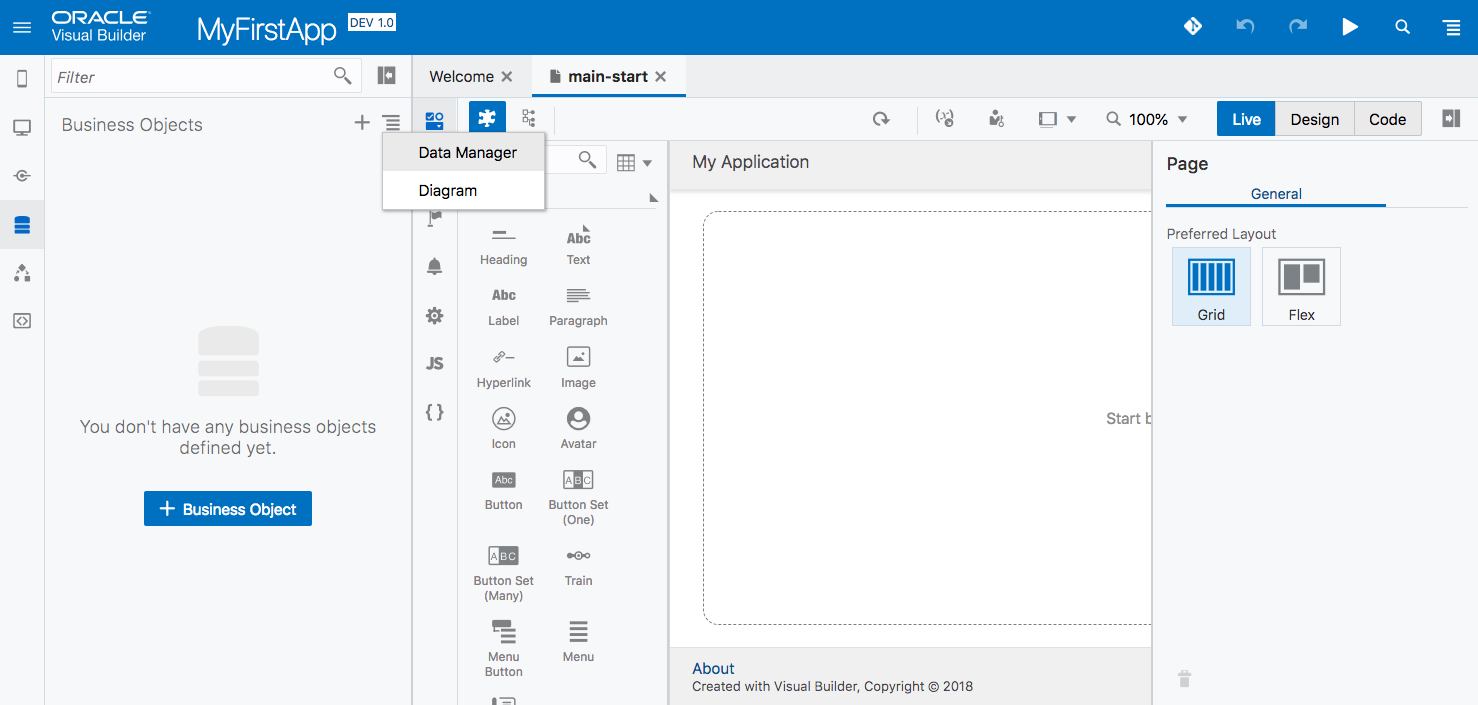 ORACLE
Visual Builder
MyFirstApp
DEV 1.0
Filter
Welcome
main-start
Business Objects
100%
Live
Design
Code
Data Manager
Diagram
My Application
Page
General
Preferred Layout
Grid
Flex
Heading
Abc
Text
Abc
Label
Paragraph
Hyperlink
Image
JS
{ }
Icon
Avatar
You don't have any business objects
defined yet.
Start b
Abc
Button
ABC
Button Set
(One)
+ Business Object
ABC
Button Set
(Many)
Train
Menu
Button
Menu
About
Created with Visual Builder, Copyright © 2018